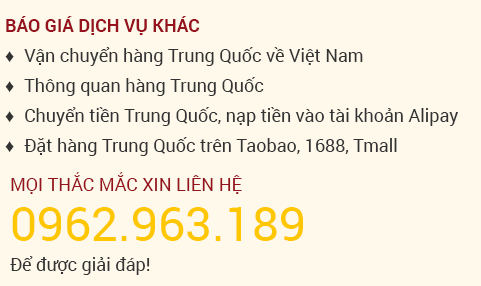 BÁO GIÁ DỊCH VỤ KHÁC
♦ Vận chuyển hàng Trung Quốc về Việt Nam
♦ Thông quan hàng Trung Quốc
♦ Chuyển tiền Trung Quốc, nạp tiền vào tài khoản Alipay
♦ Đặt hàng Trung Quốc trên Taobao, 1688, Tmall
MỌI THẮC MẮC XIN LIÊN HỆ
0962.963.189
Để được giải đáp!